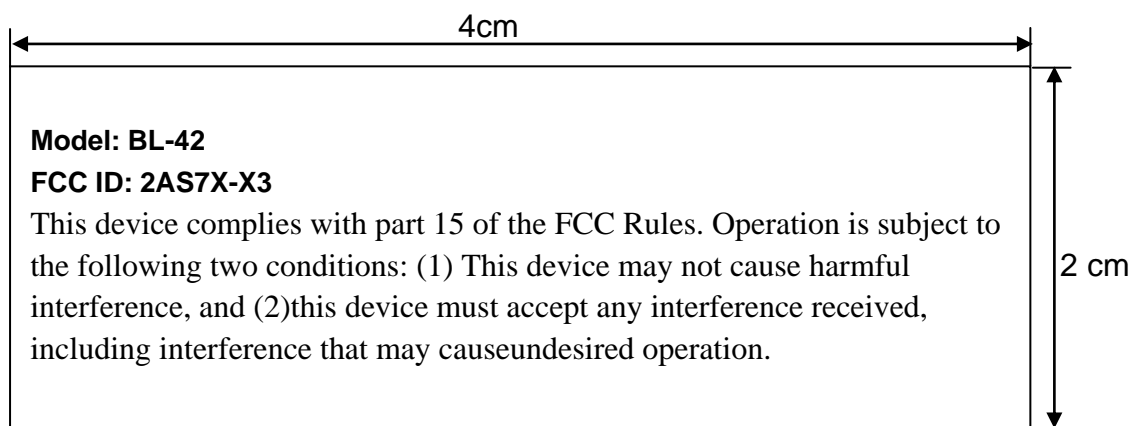 4cm
Model: BL-42
FCC ID: 2AS7X-X3
This device complies with part 15 of the FCC Rules. Operation is subject to
the following two conditions: (1) This device may not cause harmful
interference, and (2)this device must accept any interference received,
including interference that may causeundesired operation.
2 cm